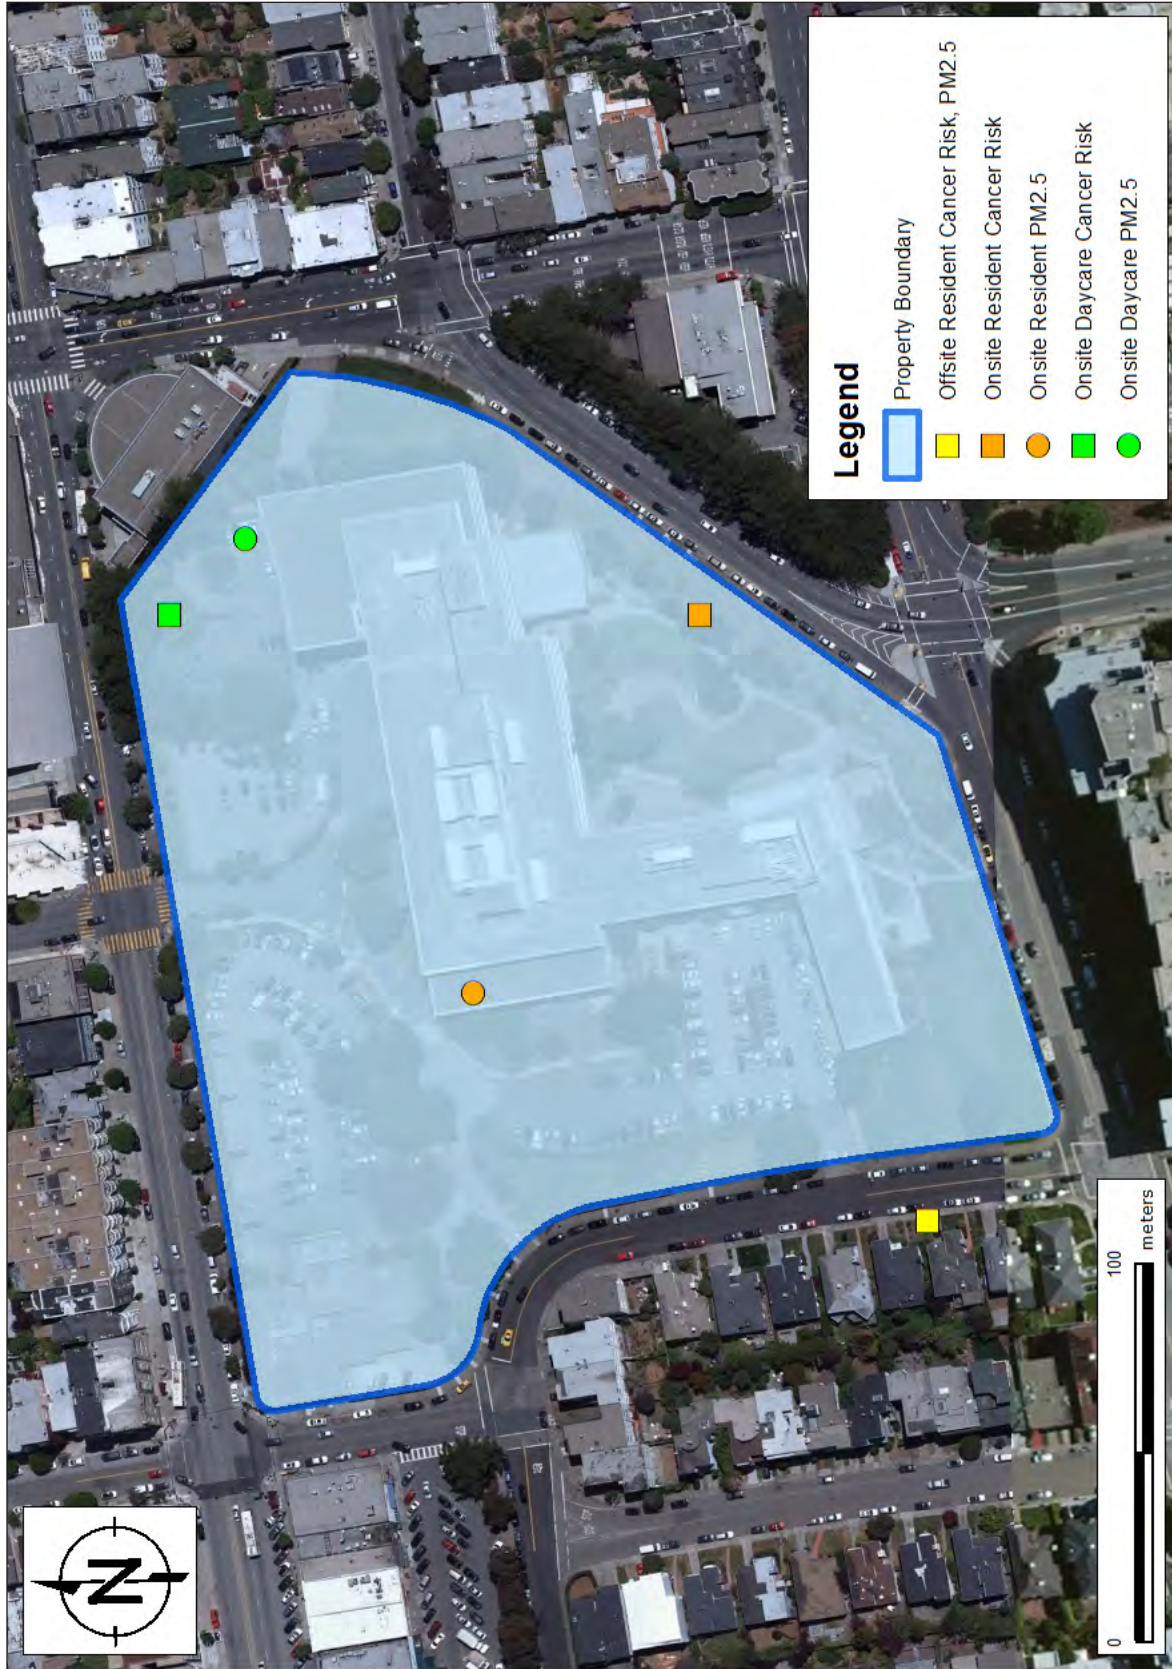 N
Legend
Property Boundary
Offsite Resident Cancer Risk, PM2.5
Onsite Resident Cancer Risk
Onsite Resident PM2.5
Onsite Daycare Cancer Risk
Onsite Daycare PM2.5
0 100
meters